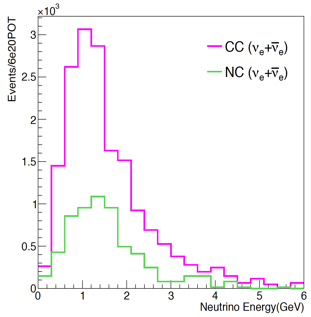 ×10³
Events/6e20POT
3
2.5
2
1.5
1
0.5
0
CC (νₑ+ν̅ₑ)
NC (νₑ+ν̅ₑ)
0 1 2 3 4 5 6
Neutrino Energy(GeV)